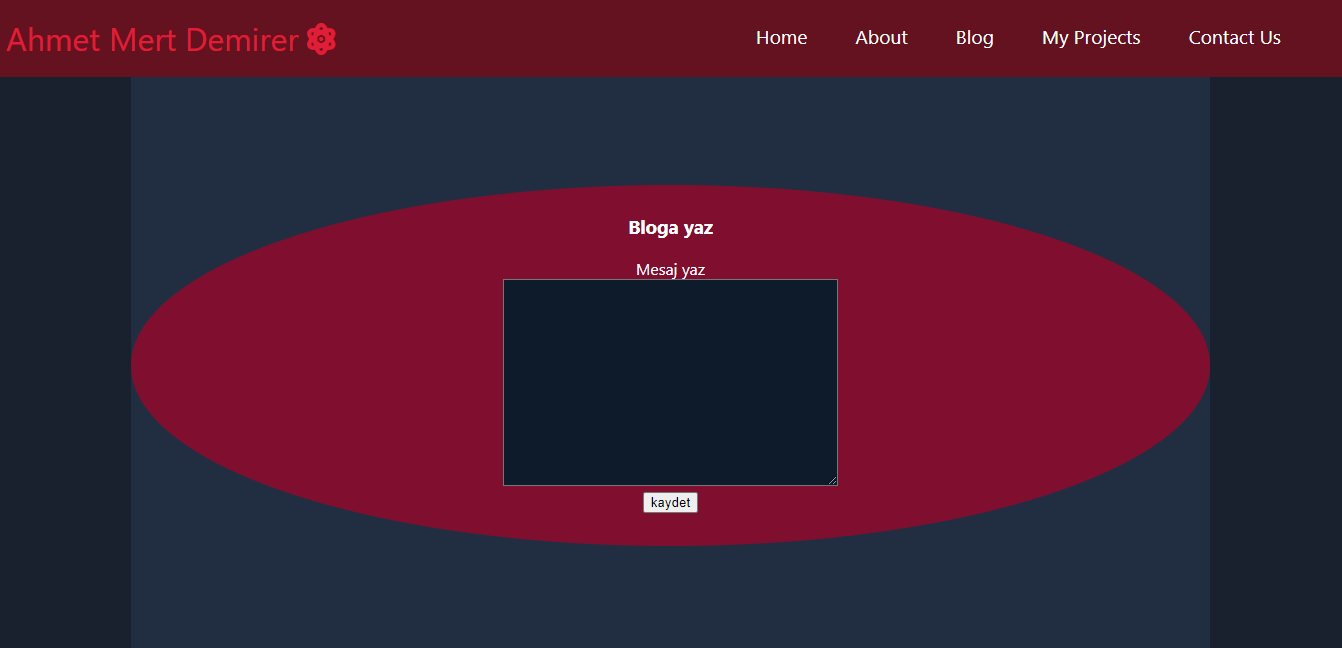 Ahmet Mert Demirer
Home About Blog My Projects Contact Us
Bloga yaz
Mesaj yaz
kaydet